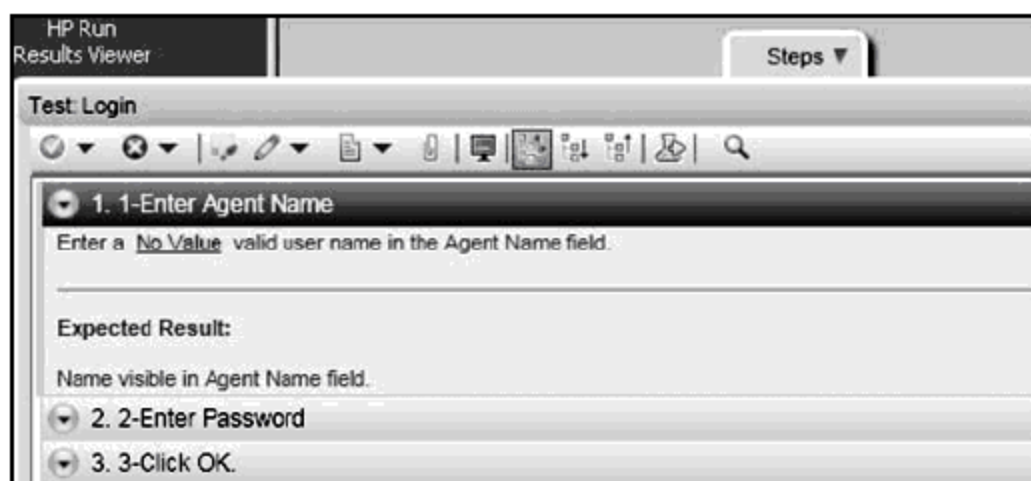 HP Run
Results Viewer
Steps
Test: Login
1. 1-Enter Agent Name
Enter a No Value valid user name in the Agent Name field.
Expected Result:
Name visible in Agent Name field.
2. 2-Enter Password
3. 3-Click OK.